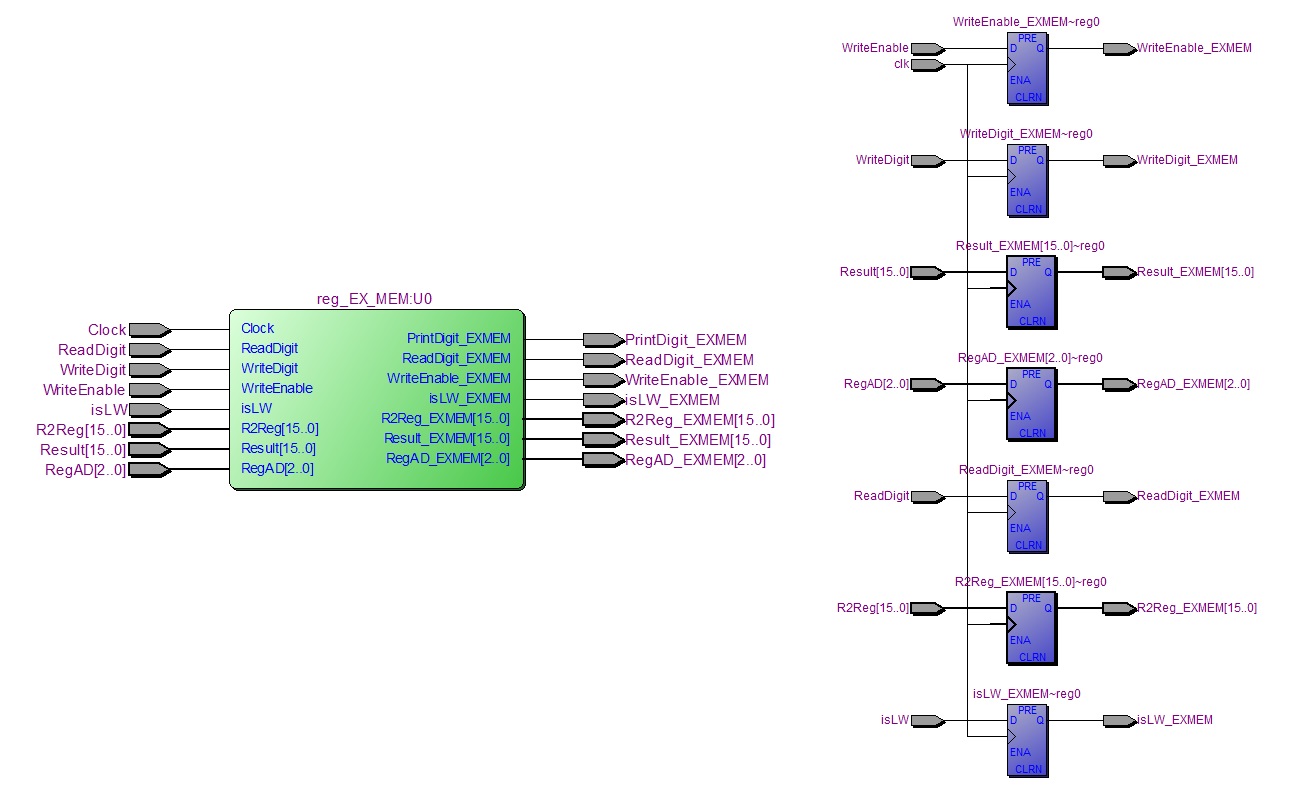 reg_EX_MEM:U0
Clock
ReadDigit
WriteDigit
WriteEnable
isLW
R2Reg[15..0]
Result[15..0]
RegAD[2..0]
Clock
ReadDigit
WriteDigit
WriteEnable
isLW
R2Reg[15..0]
Result[15..0]
RegAD[2..0]
PrintDigit_EXMEM
ReadDigit_EXMEM
WriteEnable_EXMEM
isLW_EXMEM
R2Reg_EXMEM[15..0]
Result_EXMEM[15..0]
RegAD_EXMEM[2..0]
PrintDigit_EXMEM
ReadDigit_EXMEM
WriteEnable_EXMEM
isLW_EXMEM
R2Reg_EXMEM[15..0]
Result_EXMEM[15..0]
RegAD_EXMEM[2..0]
WriteEnable_EXMEM~reg0
WriteEnable
clk
PRE
D Q
ENA
CLRN
WriteEnable_EXMEM
WriteDigit_EXMEM~reg0
WriteDigit
PRE
D Q
ENA
CLRN
WriteDigit_EXMEM
Result_EXMEM[15..0]~reg0
Result[15..0]
PRE
D Q
ENA
CLRN
Result_EXMEM[15..0]
RegAD_EXMEM[2..0]~reg0
RegAD[2..0]
PRE
D Q
ENA
CLRN
RegAD_EXMEM[2..0]
ReadDigit_EXMEM~reg0
ReadDigit
PRE
D Q
ENA
CLRN
ReadDigit_EXMEM
R2Reg_EXMEM[15..0]~reg0
R2Reg[15..0]
PRE
D Q
ENA
CLRN
R2Reg_EXMEM[15..0]
isLW_EXMEM~reg0
isLW
PRE
D Q
ENA
CLRN
isLW_EXMEM